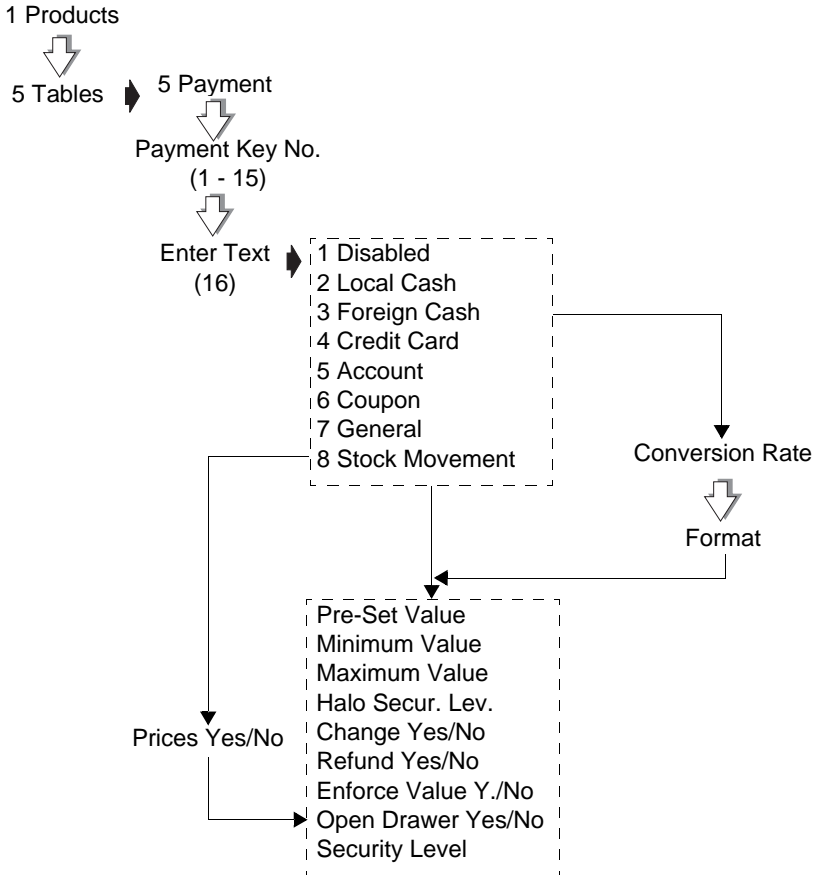 1 Products
5 Tables
5 Payment
Payment Key No.
(1 - 15)
Enter Text
(16)
1 Disabled
2 Local Cash
3 Foreign Cash
4 Credit Card
5 Account
6 Coupon
7 General
8 Stock Movement
Conversion Rate
Format
Prices Yes/No
Pre-Set Value
Minimum Value
Maximum Value
Halo Secur. Lev.
Change Yes/No
Refund Yes/No
Enforce Value Y./No
Open Drawer Yes/No
Security Level